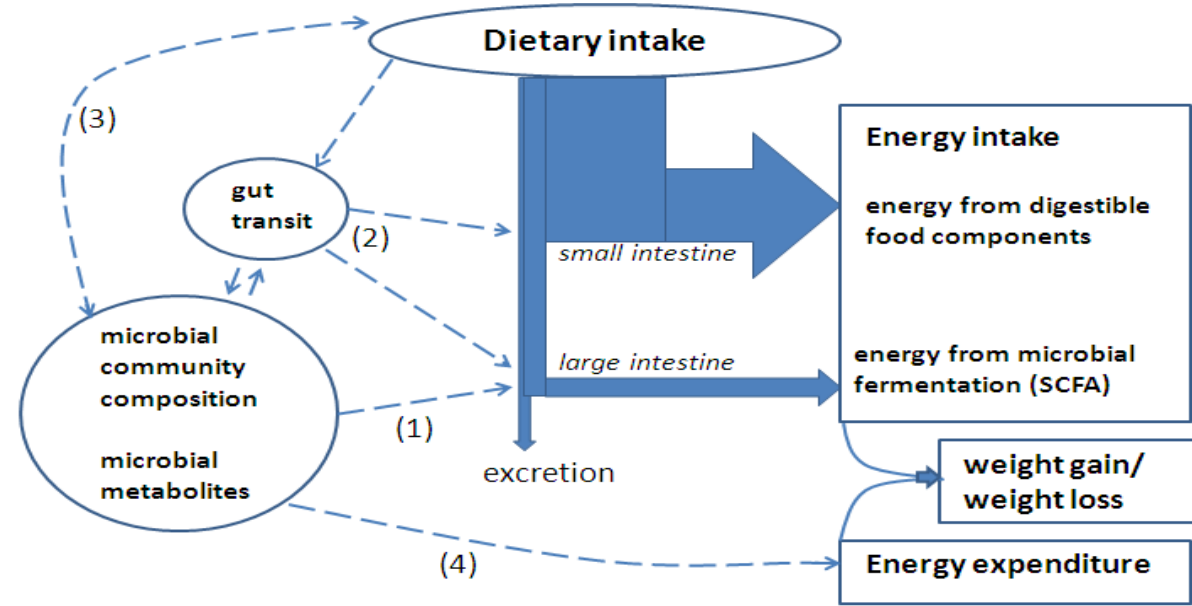 Dietary intake
(3)
Energy intake
gut
transit
energy from digestible
food components
(2)
small intestine
microbial
community
composition
large intestine
energy from microbial
fermentation (SCFA)
(1)
microbial
metabolites
excretion
weight gain/
weight loss
(4)
Energy expenditure